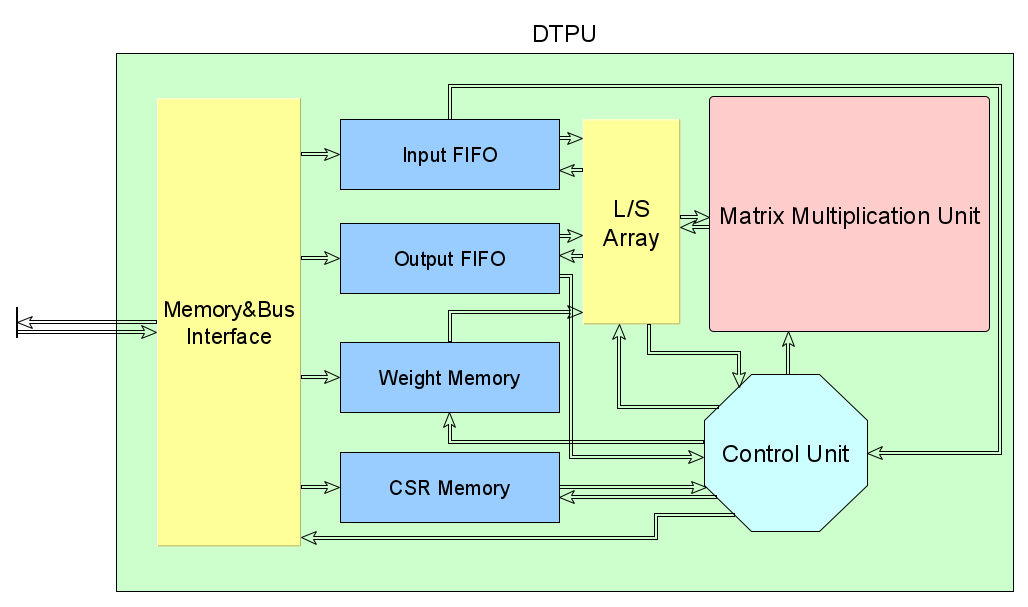 DTPU
Input FIFO
L/S
Array
Matrix Multiplication Unit
Output FIFO
Memory&Bus
Interface
Weight Memory
Control Unit
CSR Memory